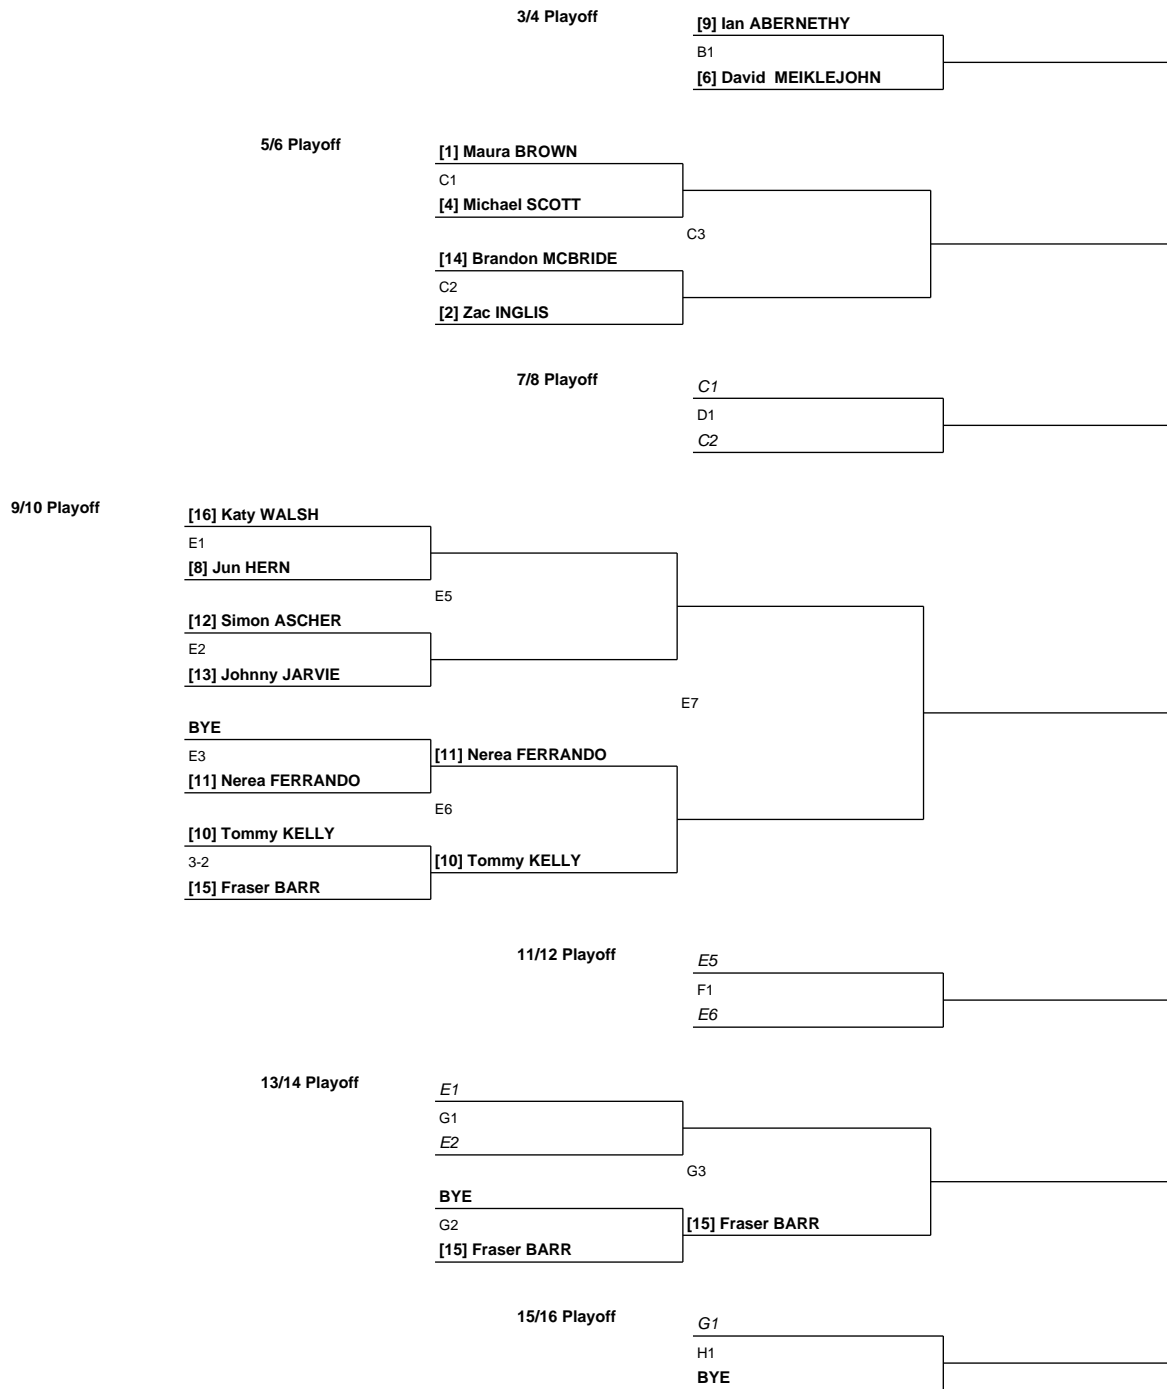 3/4 Playoff
[9] Ian ABERNETHY
B1
[6] David MEIKLEJOHN
5/6 Playoff
[1] Maura BROWN
C1
[4] Michael SCOTT
C3
[14] Brandon MCBRIDE
C2
[2] Zac INGLIS
7/8 Playoff
C1
D1
C2
9/10 Playoff
[16] Katy WALSH
E1
[8] Jun HERN
E5
[12] Simon ASCHER
E2
[13] Johnny JARVIE
E7
BYE
E3
[11] Nerea FERRANDO
[11] Nerea FERRANDO
E6
[10] Tommy KELLY
3-2
[10] Tommy KELLY
[15] Fraser BARR
11/12 Playoff
E5
F1
E6
13/14 Playoff
E1
G1
E2
G3
BYE
G2
[15] Fraser BARR
[15] Fraser BARR
15/16 Playoff
G1
H1
BYE